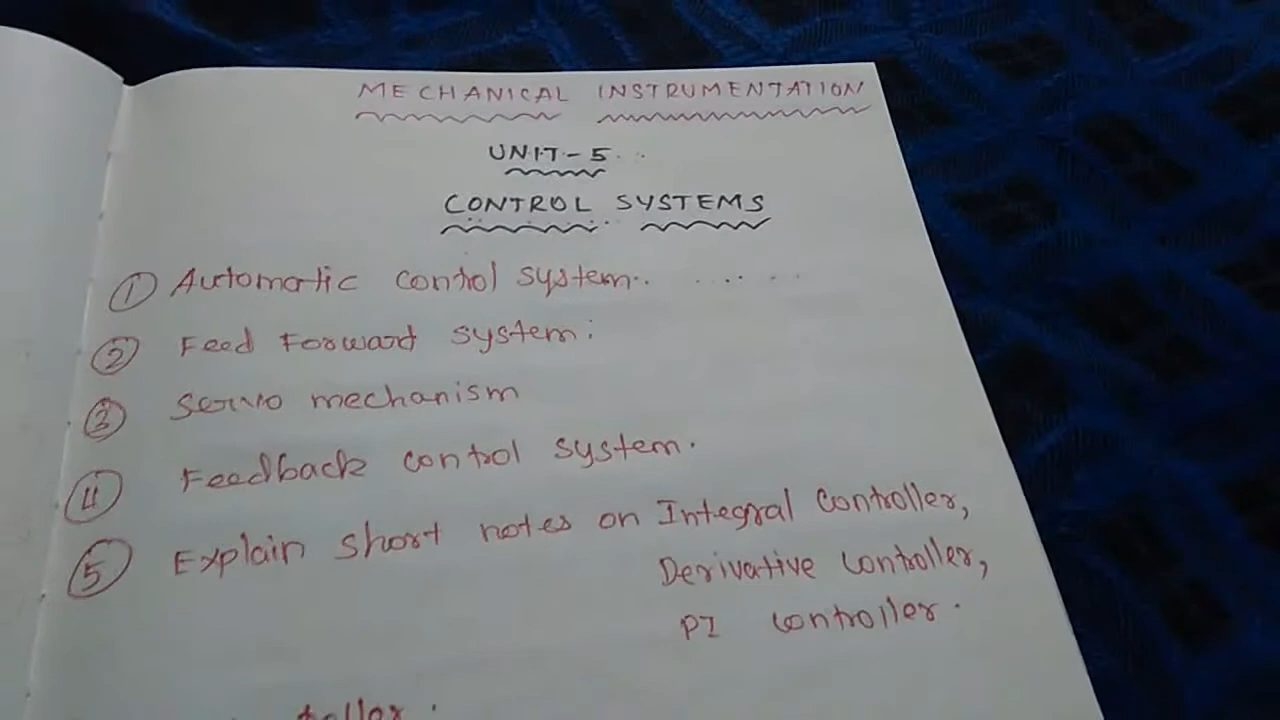 MECHANICAL INSTRUMENTATION
UNIT-5
CONTROL SYSTEMS
① Automatic control system.
② Feed Forward system:
③ Servo mechanism
④ Feedback control system.
⑤ Explain short notes on Integral Controller,
Derivative Controller,
PI Controller.